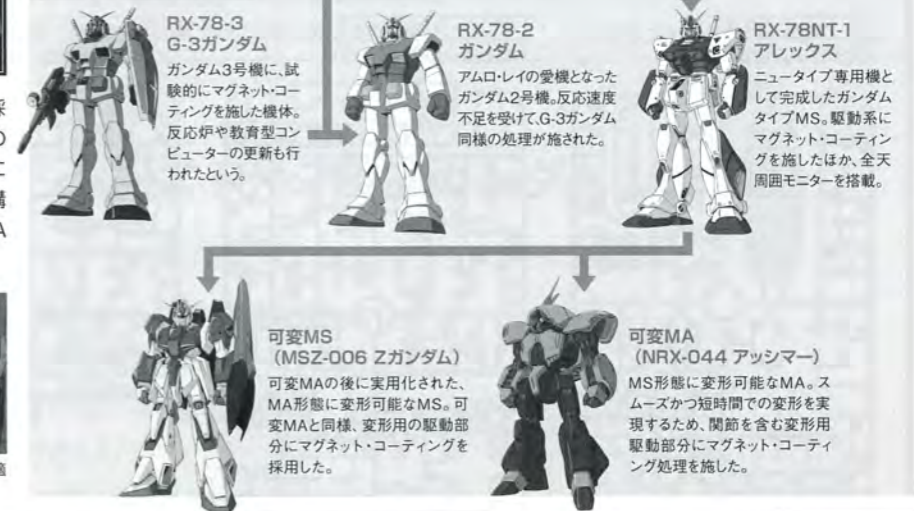 RX-78-3
G-3ガンダム
ガンダム3号機に、試
験的にマグネット・コー
ティングを施した機体。
反応炉や教育型コン
ピューターの更新も行
われたという。
RX-78-2
ガンダム
アムロ・レイの愛機となった
ガンダム2号機。反応速度
不足を受けて、G-3ガンダム
同様の処理が施された。
RX-78NT-1
アレックス
ニュータイプ専用機と
して完成したガンダム
タイプMS。駆動系に
マグネット・コーティン
グを施したほか、全天
周囲モニターを搭載。
採
の
に
構
A
可変MS
（MSZ-006 Zガンダム）
可変MAの後に実用化された、
MA形態に変形可能なMS。可
変MAと同様、変形用の駆動部
分にマグネット・コーティングを
採用した。
可変MA
（NRX-044 アッシマー）
MS形態に変形可能なMA。ス
ムーズかつ短時間での変形を実
現するため、関節を含む変形用
駆動部分にマグネット・コーティ
ング処理を施した。